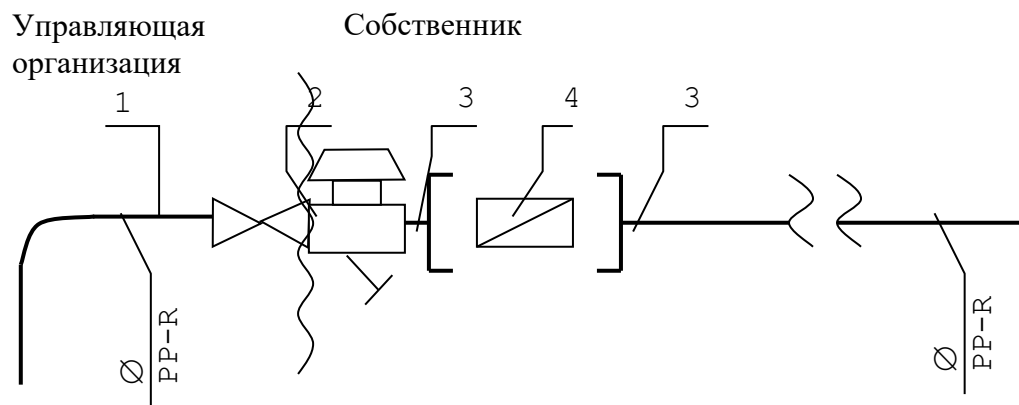 Управляющая
организация
Собственник
1
2
3
4
3
Ø
PP-R
Ø
PP-R